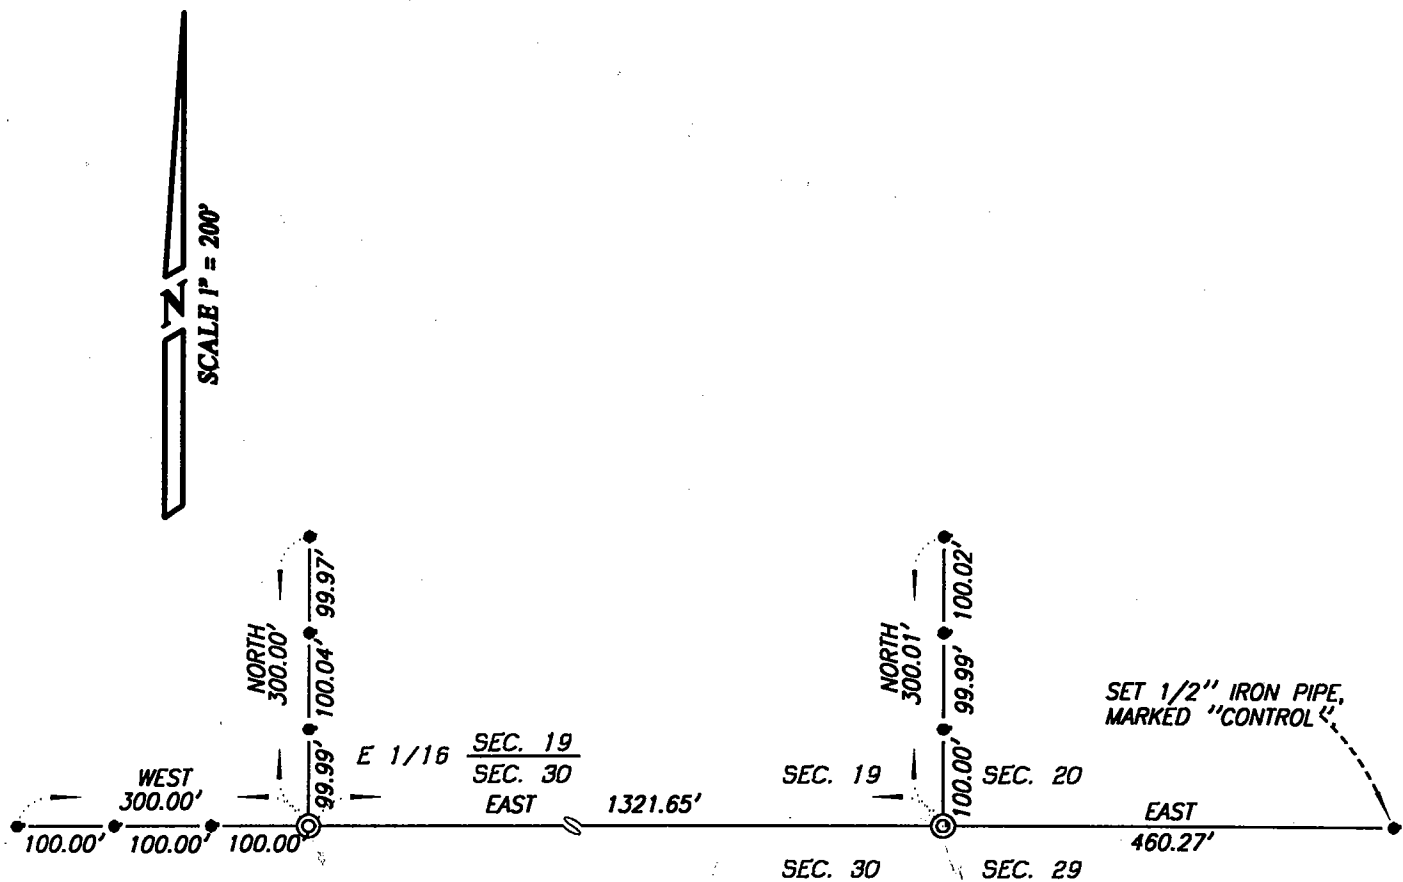 N
SCALE 1" = 200'
99.97'
100.04'
99.99'
NORTH
300.00'
100.02'
99.99'
100.00'
NORTH
300.01'
SET 1/2" IRON PIPE,
MARKED "CONTROL",
E 1/16 SEC. 19
SEC. 30
SEC. 19
SEC. 20
WEST
300.00'
EAST 1321.65'
EAST
460.27'
100.00' 100.00' 100.00'
SEC. 30
SEC. 29